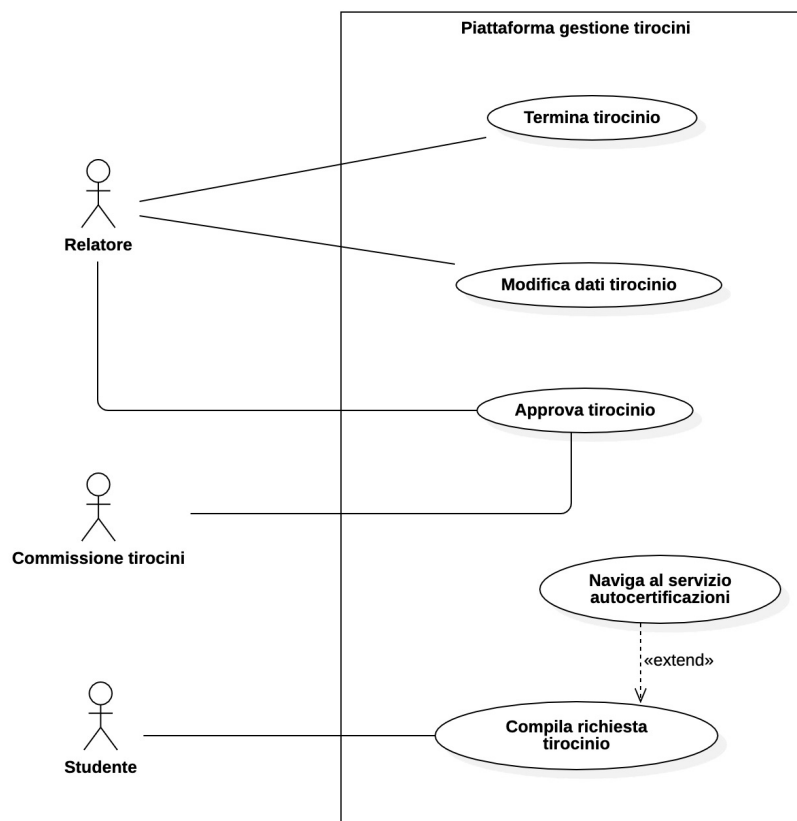 Piattaforma gestione tirocini
Termina tirocinio
Relatore
Modifica dati tirocinio
Approva tirocinio
Commissione tirocini
Naviga al servizio
autocertificazioni
«extend»
Compila richiesta
tirocinio
Studente